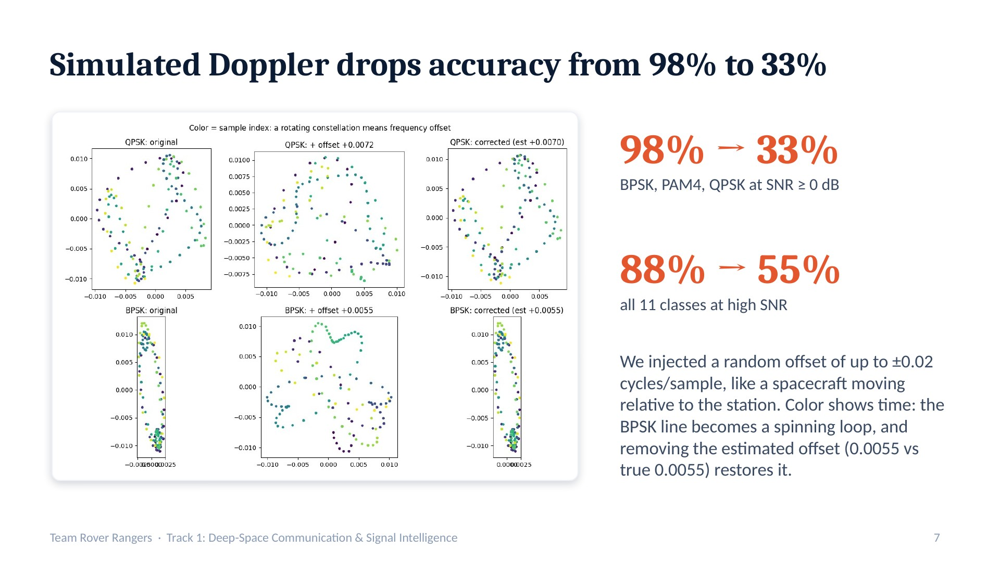 Simulated Doppler drops accuracy from 98% to 33%
Color = sample index: a rotating constellation means frequency offset
QPSK: original
0.010
0.005
0.000
−0.005
−0.010
−0.010 −0.005 0.000 0.005
QPSK: + offset +0.0072
0.0100
0.0075
0.0050
0.0025
0.0000
−0.0025
−0.0050
−0.0075
−0.010 −0.005 0.000 0.005 0.010
QPSK: corrected (est +0.0070)
0.010
0.005
0.000
−0.005
−0.010
−0.010 −0.005 0.000 0.005
BPSK: original
0.010
0.005
0.000
−0.005
−0.010
BPSK: + offset +0.0055
0.010
0.005
0.000
−0.005
−0.010
−0.010 −0.005 0.000 0.005 0.010
BPSK: corrected (est +0.0055)
0.010
0.005
0.000
−0.005
−0.010
98% → 33%
BPSK, PAM4, QPSK at SNR ≥ 0 dB
88% → 55%
all 11 classes at high SNR
We injected a random offset of up to ±0.02
cycles/sample, like a spacecraft moving
relative to the station. Color shows time: the
BPSK line becomes a spinning loop, and
removing the estimated offset (0.0055 vs
true 0.0055) restores it.
Team Rover Rangers · Track 1: Deep-Space Communication & Signal Intelligence
7